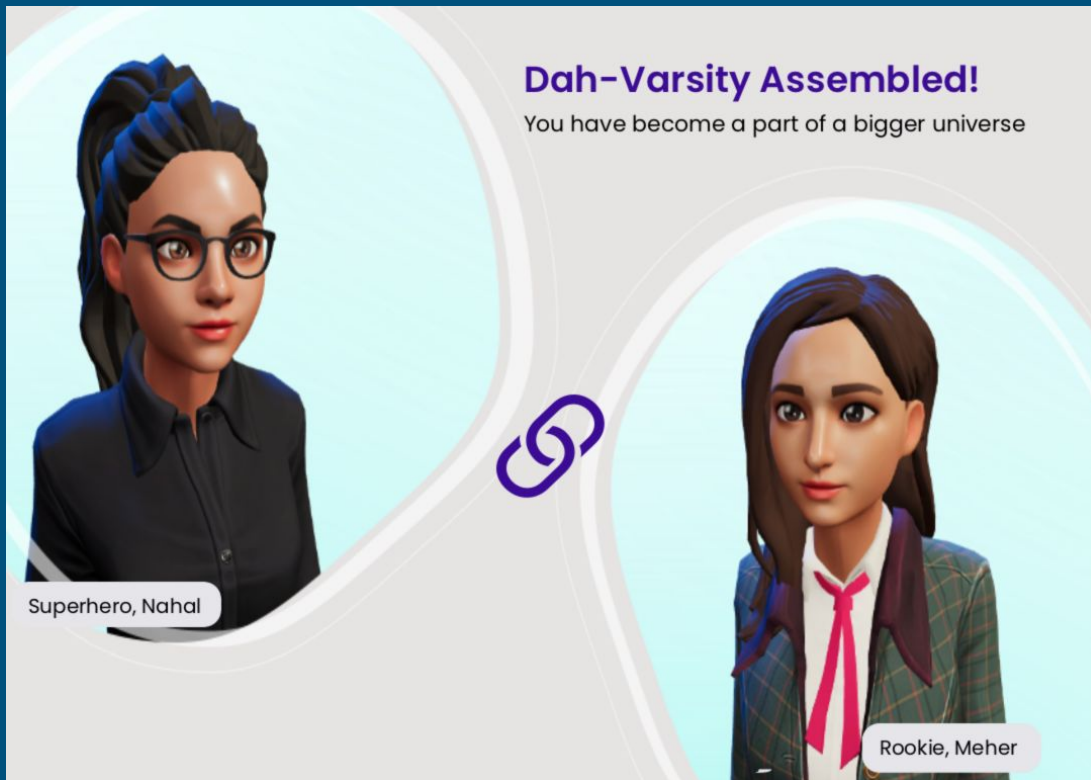 Dah-Varsity Assembled!
You have become a part of a bigger universe
Superhero, Nahal
Rookie, Meher